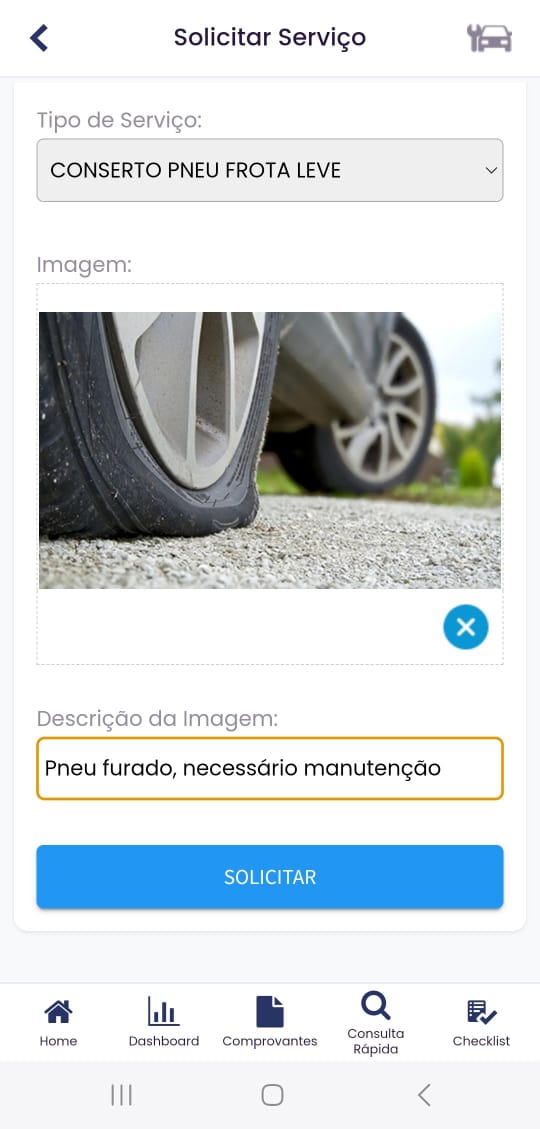 Solicitar Serviço
Tipo de Serviço:
CONSERTO PNEU FROTA LEVE
Imagem:
Descrição da Imagem:
Pneu furado, necessário manutenção
SOLICITAR
Home
Dashboard
Comprovantes
Consulta
Rápida
Checklist